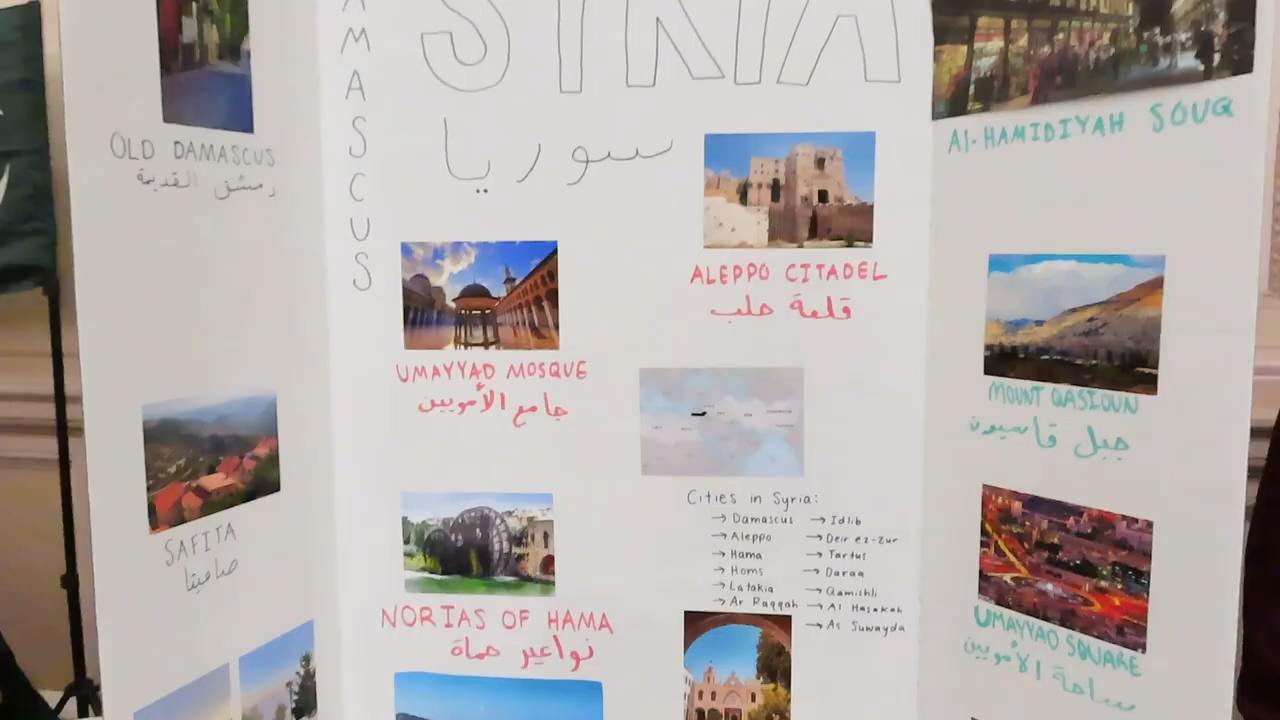 OLD DAMASCUS
دمشق القديمة
SAFITA
صافيتا
AMASCUS
SYRIA
سوريا
ALEPPO CITADEL
قلعة حلب
UMAYYAD MOSQUE
جامع الأمويين
NORIAS OF HAMA
نواعير حماة
Cities in Syria:
→ Damascus → Idlib
→ Aleppo → Deir ez-Zur
→ Hama → Tartus
→ Homs → Daraa
→ Latakia → Qamishli
→ Ar Raqqah → Al Hasakah
→ As Suwayda
Al-HAMIDIYAH SOUQ
MOUNT QASIOUN
جبل قاسيون
UMAYYAD SQUARE
ساحة الأمويين